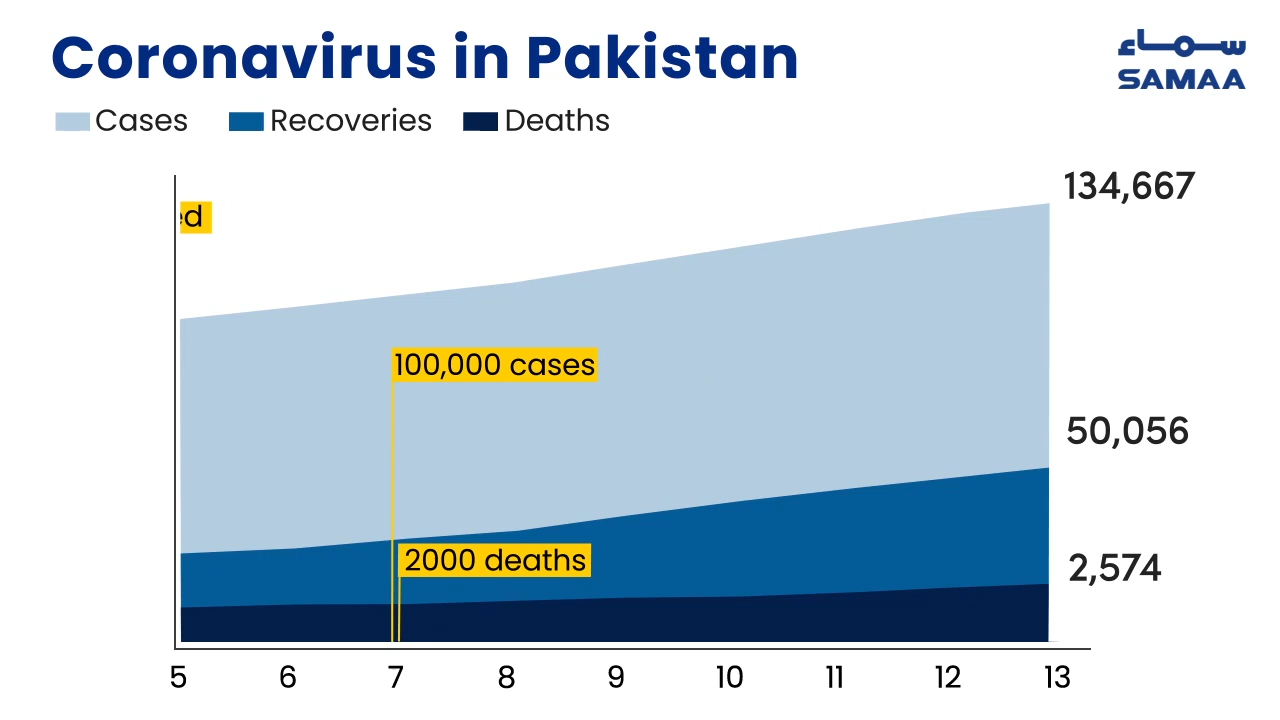 Coronavirus in Pakistan
سماء
SAMAA
Cases Recoveries Deaths
134,667
ed
100,000 cases
50,056
2000 deaths
2,574
5 6 7 8 9 10 11 12 13